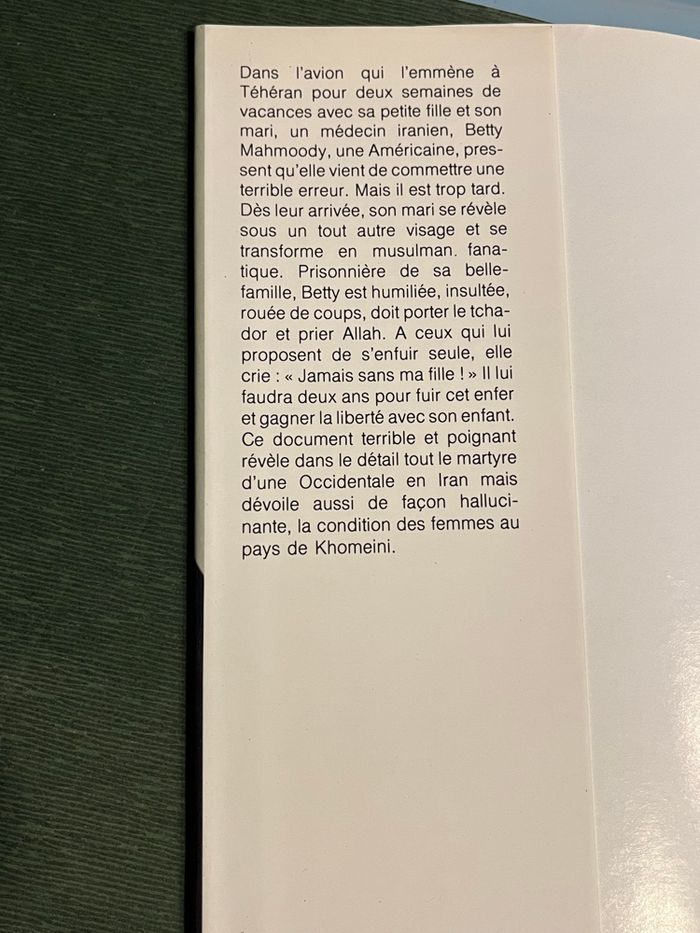 Dans l'avion qui l'emmène à
Téhéran pour deux semaines de
vacances avec sa petite fille et son
mari, un médecin iranien, Betty
Mahmoody, une Américaine, pres-
sent qu'elle vient de commettre une
terrible erreur. Mais il est trop tard.
Dès leur arrivée, son mari se révèle
sous un tout autre visage et se
transforme en musulman. fana-
tique. Prisonnière de sa belle-
famille, Betty est humiliée, insultée,
rouée de coups, doit porter le tcha-
dor et prier Allah. A ceux qui lui
proposent de s'enfuir seule, elle
crie : « Jamais sans ma fille ! » Il lui
faudra deux ans pour fuir cet enfer
et gagner la liberté avec son enfant.
Ce document terrible et poignant
révèle dans le détail tout le martyre
d'une Occidentale en Iran mais
dévoile aussi de façon halluci-
nante, la condition des femmes au
pays de Khomeini.